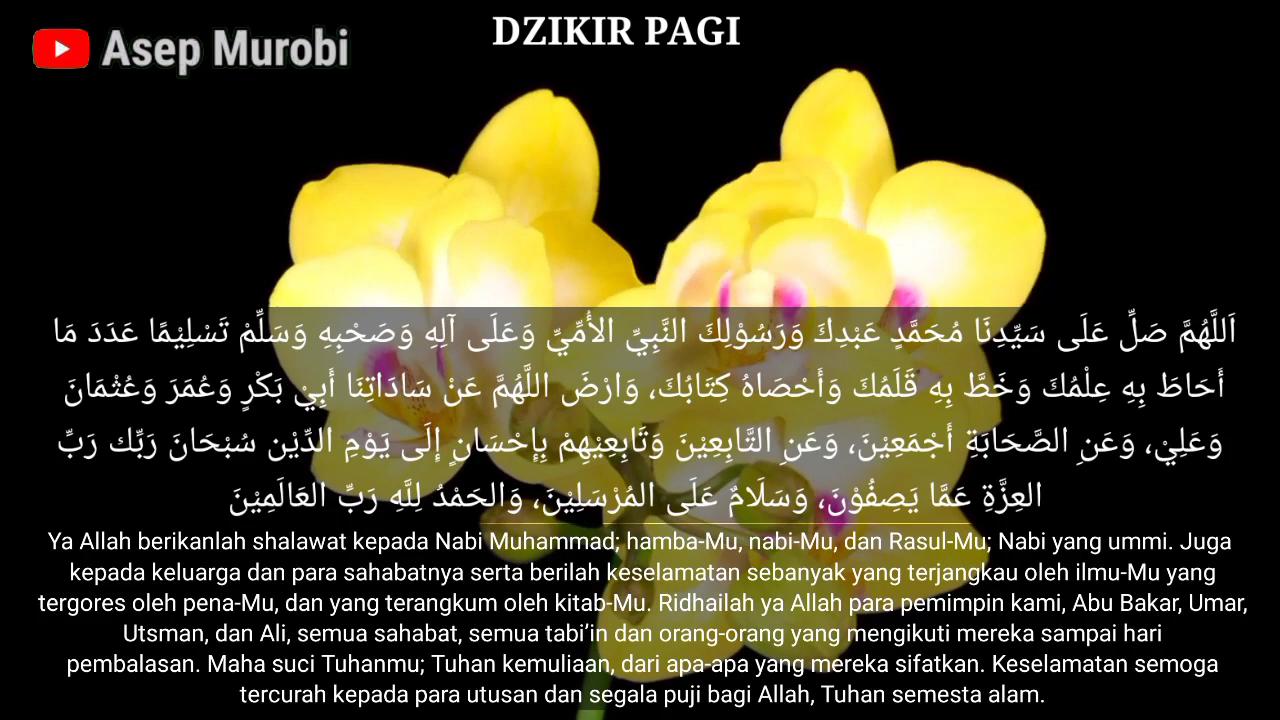 DZIKIR PAGI
Asep Murobi
اَللَّهُمَّ صَلِّ عَلَى سَيِّدِنَا مُحَمَّدٍ عَبْدِكَ وَرَسُوْلِكَ النَّبِيِّ الأُمِّيِّ وَعَلَى آلِهِ وَصَحْبِهِ وَسَلِّمْ تَسْلِيْمًا عَدَدَ مَا
أَحَاطَ بِهِ عِلْمُكَ وَخَطَّ بِهِ قَلَمُكَ وَأَحْصَاهُ كِتَابُكَ، وَارْضَ اللَّهُمَّ عَنْ سَادَاتِنَا أَبِيْ بَكْرٍ وَعُمَرَ وَعُثْمَانَ
وَعَلِيْ، وَعَنِ الصَّحَابَةِ أَجْمَعِيْنَ، وَعَنِ التَّابِعِيْنَ وَتَابِعِيْهِمْ بِإِحْسَانٍ إِلَى يَوْمِ الدِّيْن سُبْحَانَ رَبِّك رَبِّ
العِزَّةِ عَمَّا يَصِفُوْنَ، وَسَلَامٌ عَلَى المُرْسَلِيْنَ، وَالحَمْدُ لِلَّهِ رَبِّ العَالَمِيْنَ
Ya Allah berikanlah shalawat kepada Nabi Muhammad; hamba-Mu, nabi-Mu, dan Rasul-Mu; Nabi yang ummi. Juga
kepada keluarga dan para sahabatnya serta berilah keselamatan sebanyak yang terjangkau oleh ilmu-Mu yang
tergores oleh pena-Mu, dan yang terangkum oleh kitab-Mu. Ridhailah ya Allah para pemimpin kami, Abu Bakar, Umar,
Utsman, dan Ali, semua sahabat, semua tabi’in dan orang-orang yang mengikuti mereka sampai hari
pembalasan. Maha suci Tuhanmu; Tuhan kemuliaan, dari apa-apa yang mereka sifatkan. Keselamatan semoga
tercurah kepada para utusan dan segala puji bagi Allah, Tuhan semesta alam.